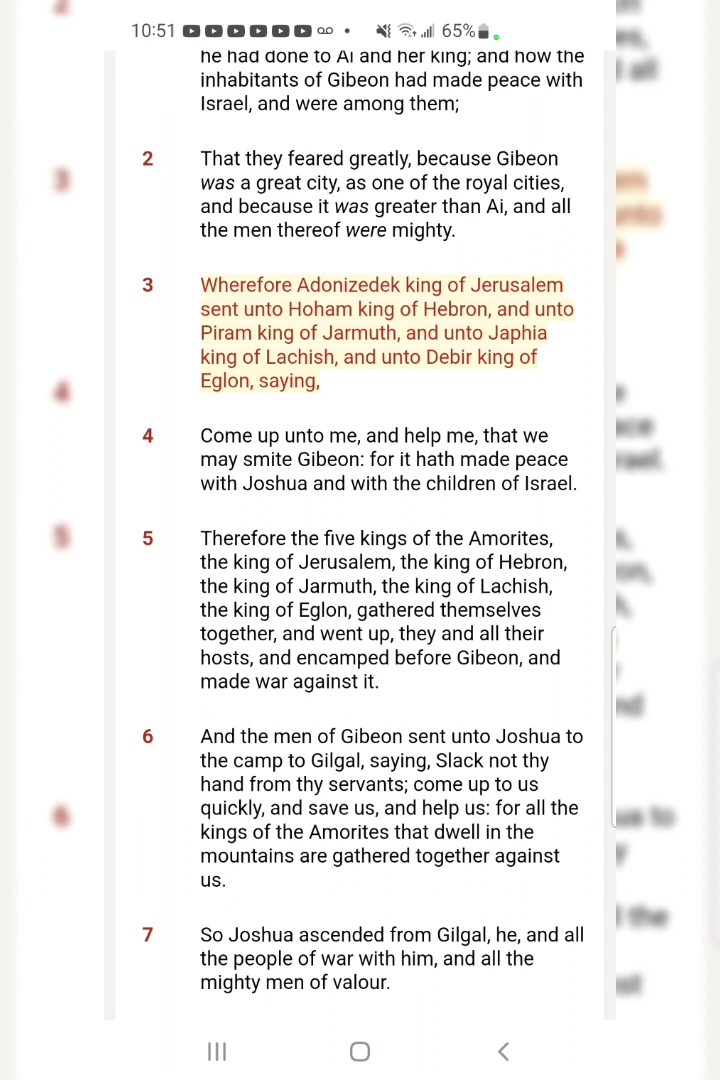 10:51 65%
he had done to Ai and her king; and how the
inhabitants of Gibeon had made peace with
Israel, and were among them;
2 That they feared greatly, because Gibeon
was a great city, as one of the royal cities,
and because it was greater than Ai, and all
the men thereof were mighty.
3 Wherefore Adonizedek king of Jerusalem
sent unto Hoham king of Hebron, and unto
Piram king of Jarmuth, and unto Japhia
king of Lachish, and unto Debir king of
Eglon, saying,
4 Come up unto me, and help me, that we
may smite Gibeon: for it hath made peace
with Joshua and with the children of Israel.
5 Therefore the five kings of the Amorites,
the king of Jerusalem, the king of Hebron,
the king of Jarmuth, the king of Lachish,
the king of Eglon, gathered themselves
together, and went up, they and all their
hosts, and encamped before Gibeon, and
made war against it.
6 And the men of Gibeon sent unto Joshua to
the camp to Gilgal, saying, Slack not thy
hand from thy servants; come up to us
quickly, and save us, and help us: for all the
kings of the Amorites that dwell in the
mountains are gathered together against
us.
7 So Joshua ascended from Gilgal, he, and all
the people of war with him, and all the
mighty men of valour.